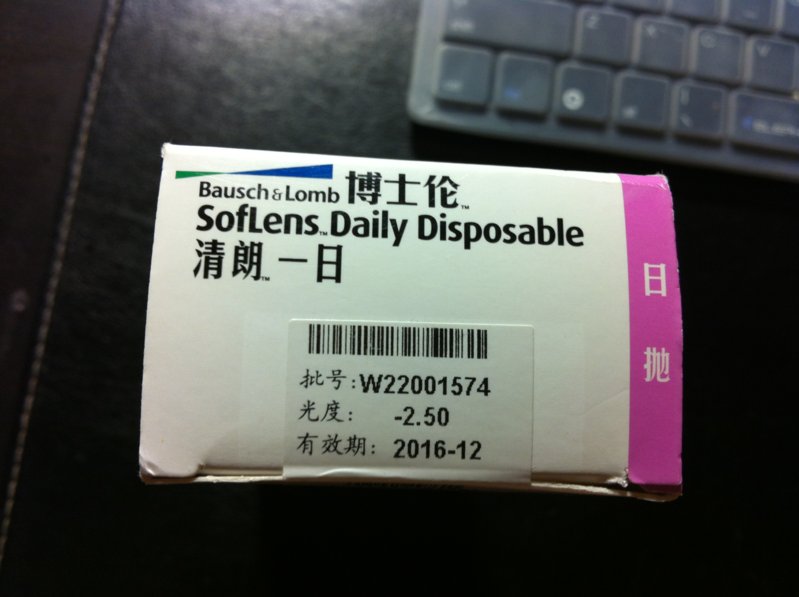 Bausch & Lomb 博士伦™
SofLens™ Daily Disposable
清朗™ 一日
日抛
批号:W22001574
光度: -2.50
有效期: 2016-12